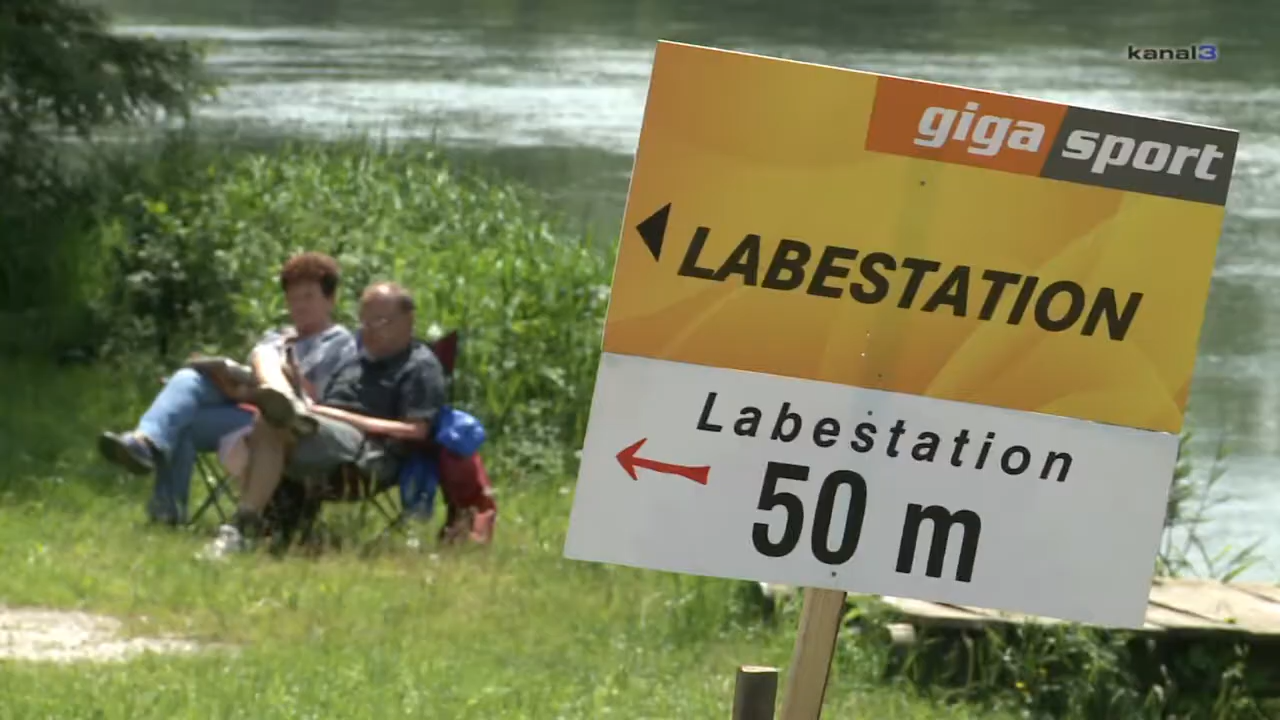 kanal3
giga sport
LABESTATION
Labestation
50 m